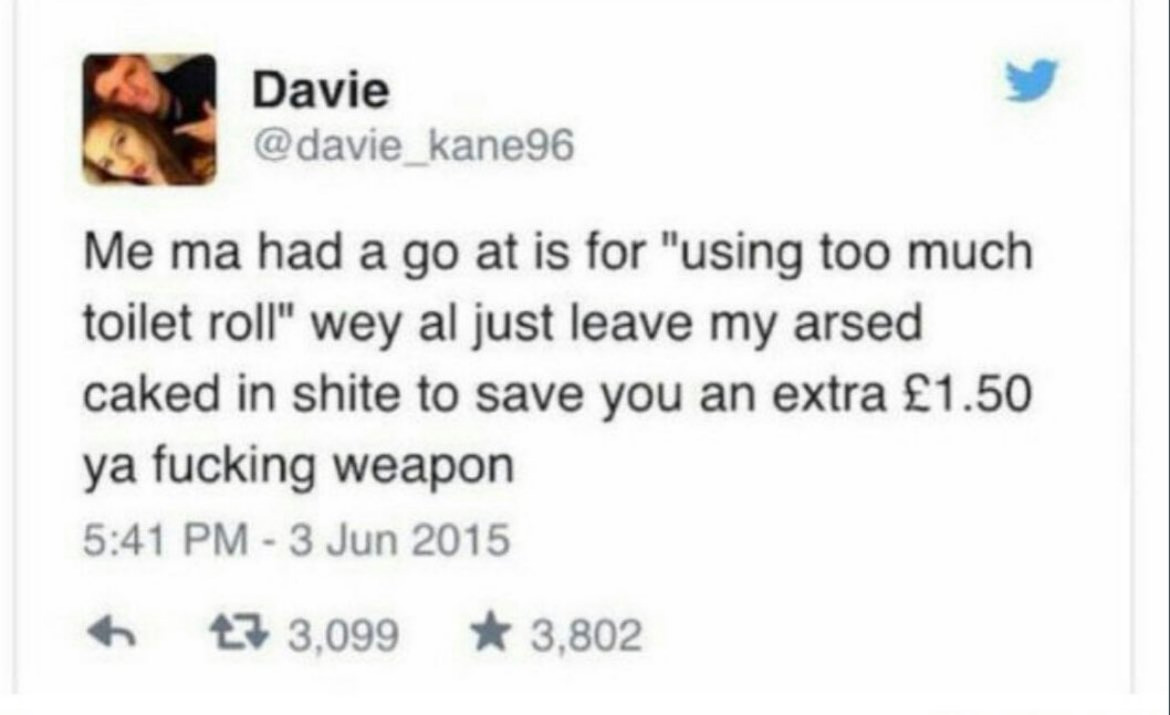 Davie
@davie_kane96
Me ma had a go at is for "using too much
toilet roll" wey al just leave my arsed
caked in shite to save you an extra £1.50
ya fucking weapon
5:41 PM - 3 Jun 2015
3,099 3,802